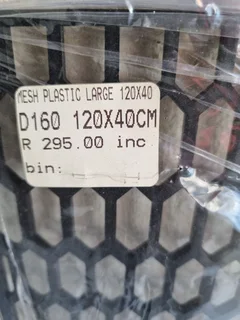 MESH PLASTIC LARGE 120X40
D160 120X40CM
R 295.00 inc
bin: